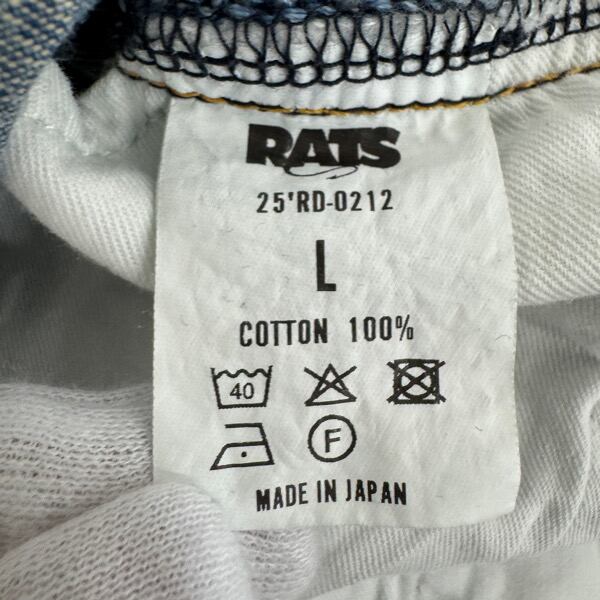 RATS
25'RD-0212
L
COTTON 100%
40
F
MADE IN JAPAN